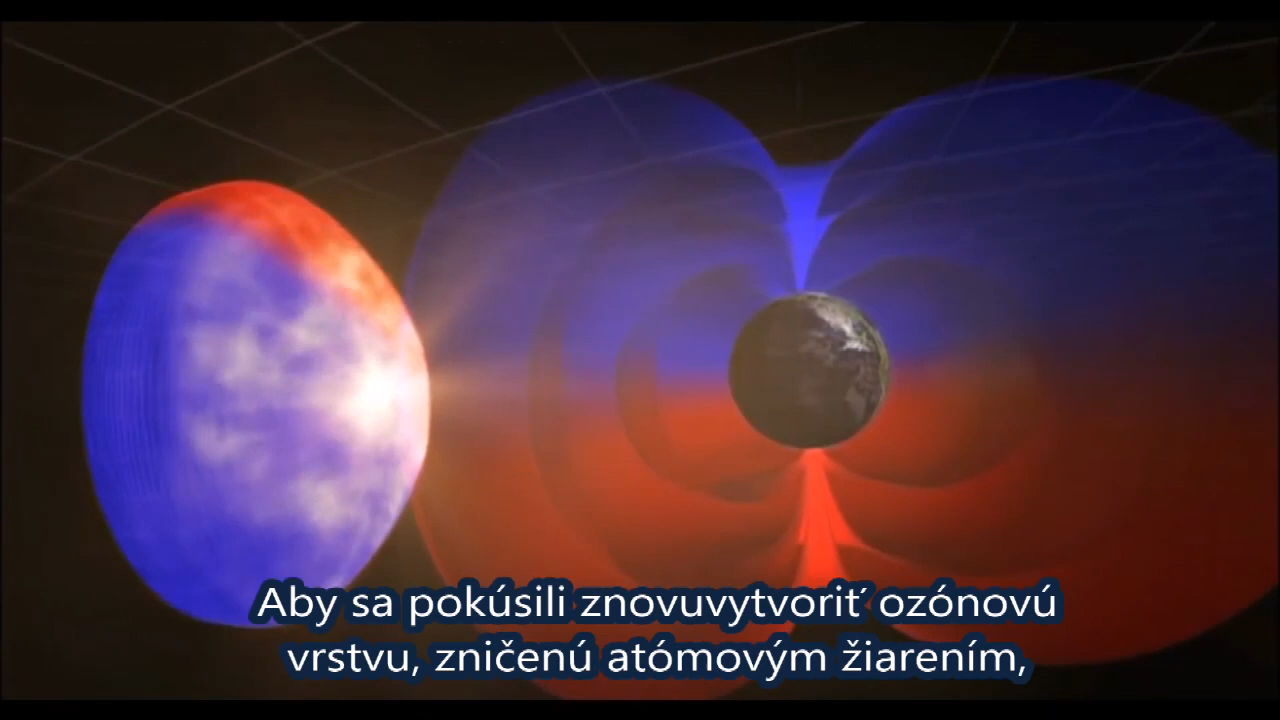 Aby sa pokúsili znovuvytvoriť ozónovú
vrstvu, zničenú atómovým žiarením,